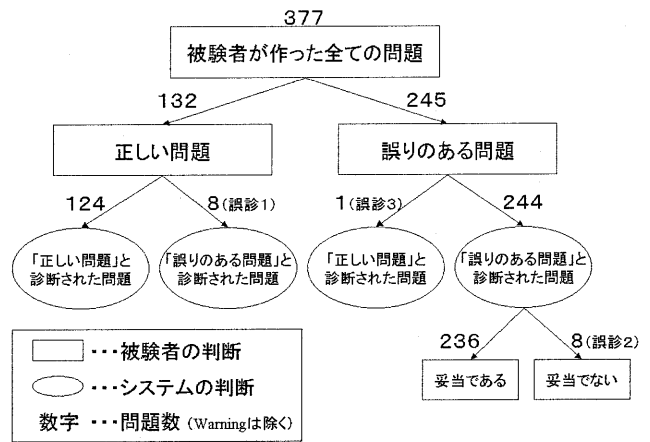 377
被験者が作った全ての問題
132
245
正しい問題
誤りのある問題
124
8(誤診1)
1(誤診3)
244
「正しい問題」と
診断された問題
「誤りのある問題」と
診断された問題
「正しい問題」と
診断された問題
「誤りのある問題」と
診断された問題
236
8(誤診2)
妥当である
妥当でない
･･･被験者の判断
･･･システムの判断
数字 ･･･問題数 (Warningは除く)